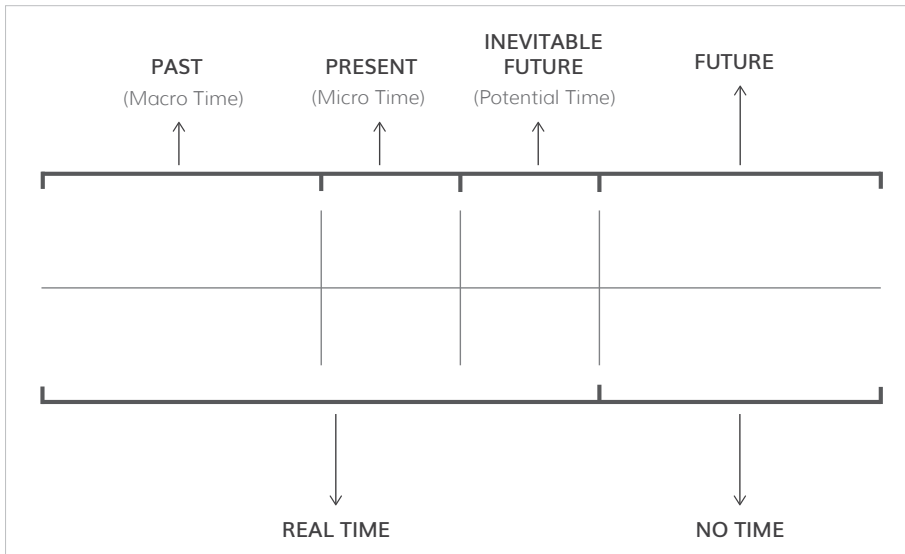 PAST
(Macro Time)
PRESENT
(Micro Time)
INEVITABLE
FUTURE
(Potential Time)
FUTURE
REAL TIME
NO TIME